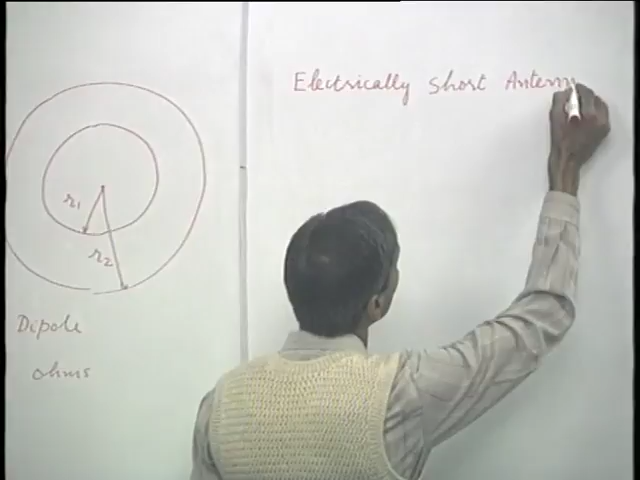 r₁
r₂
Dipole
ohms
Electrically Short Antenn